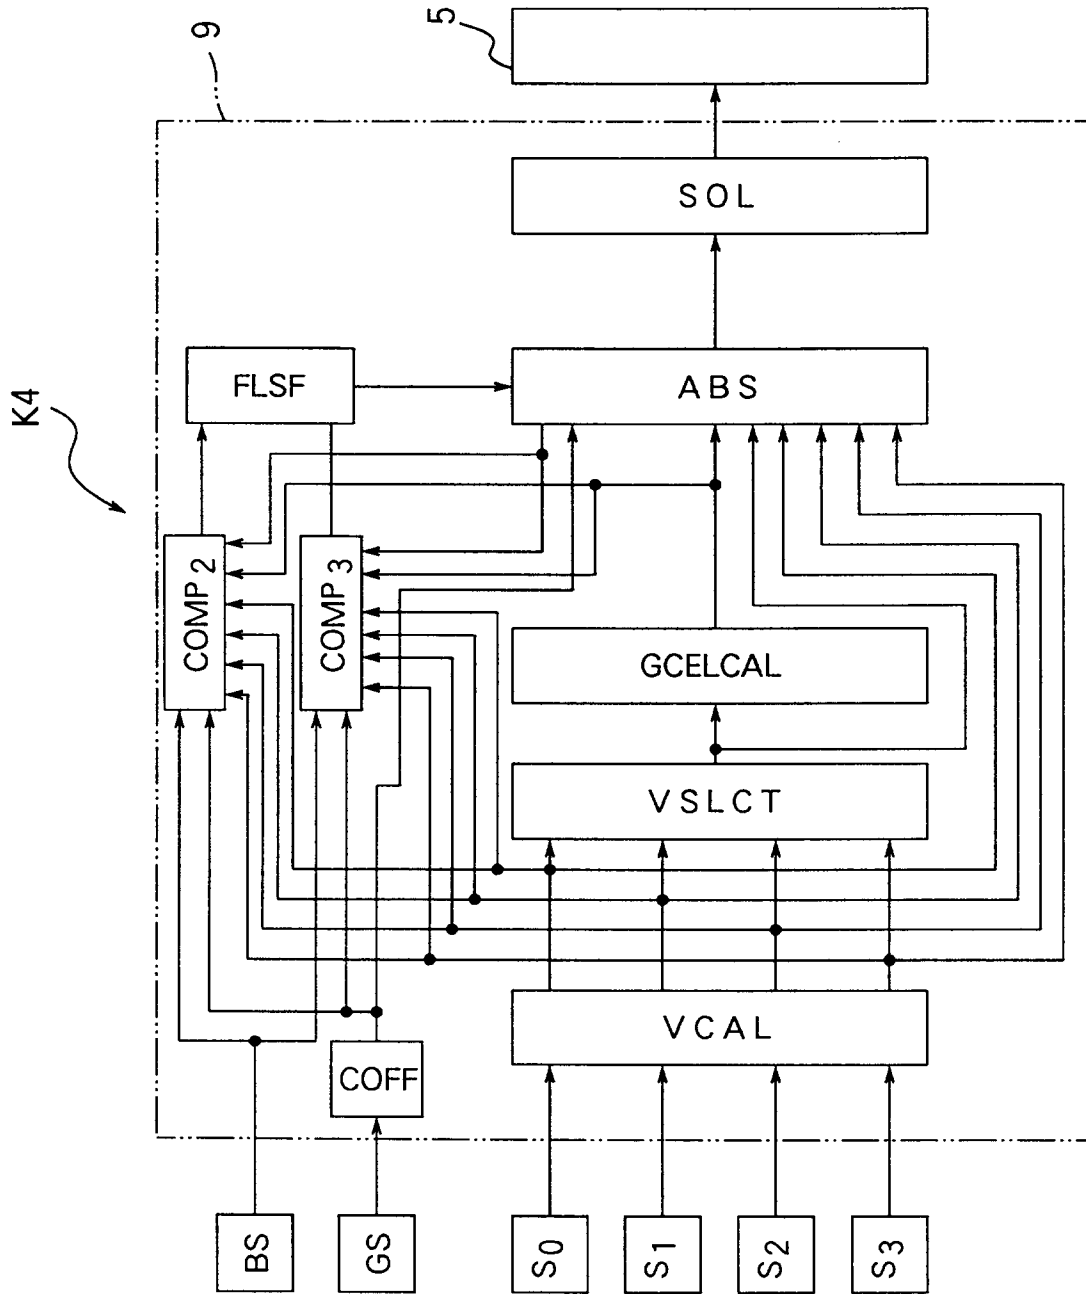 K4
9
5
SOL
FLSF
ABS
COMP2
COMP3
GCELCAL
VSLCT
VCAL
COFF
BS
GS
S0
S1
S2
S3